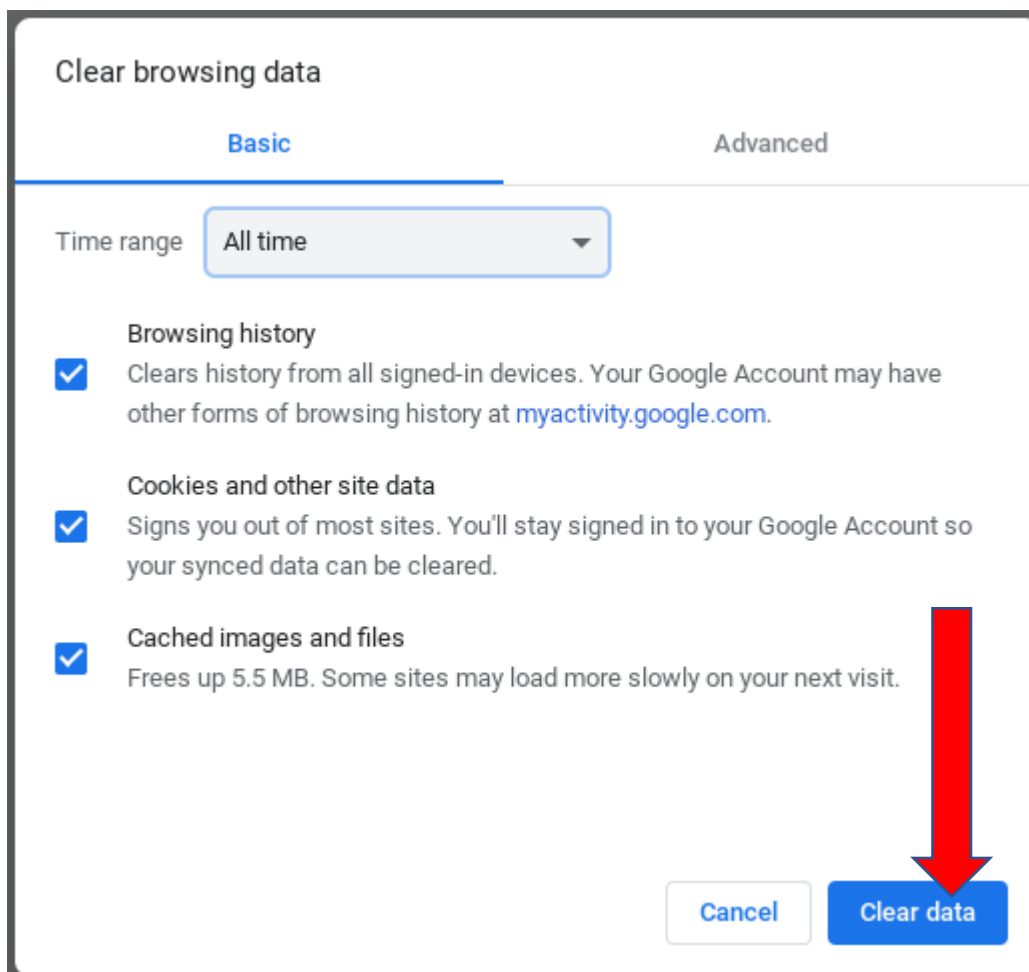 Clear browsing data
Basic
Advanced
Time range
All time
Browsing history
Clears history from all signed-in devices. Your Google Account may have
other forms of browsing history at myactivity.google.com.
Cookies and other site data
Signs you out of most sites. You'll stay signed in to your Google Account so
your synced data can be cleared.
Cached images and files
Frees up 5.5 MB. Some sites may load more slowly on your next visit.
Cancel
Clear data